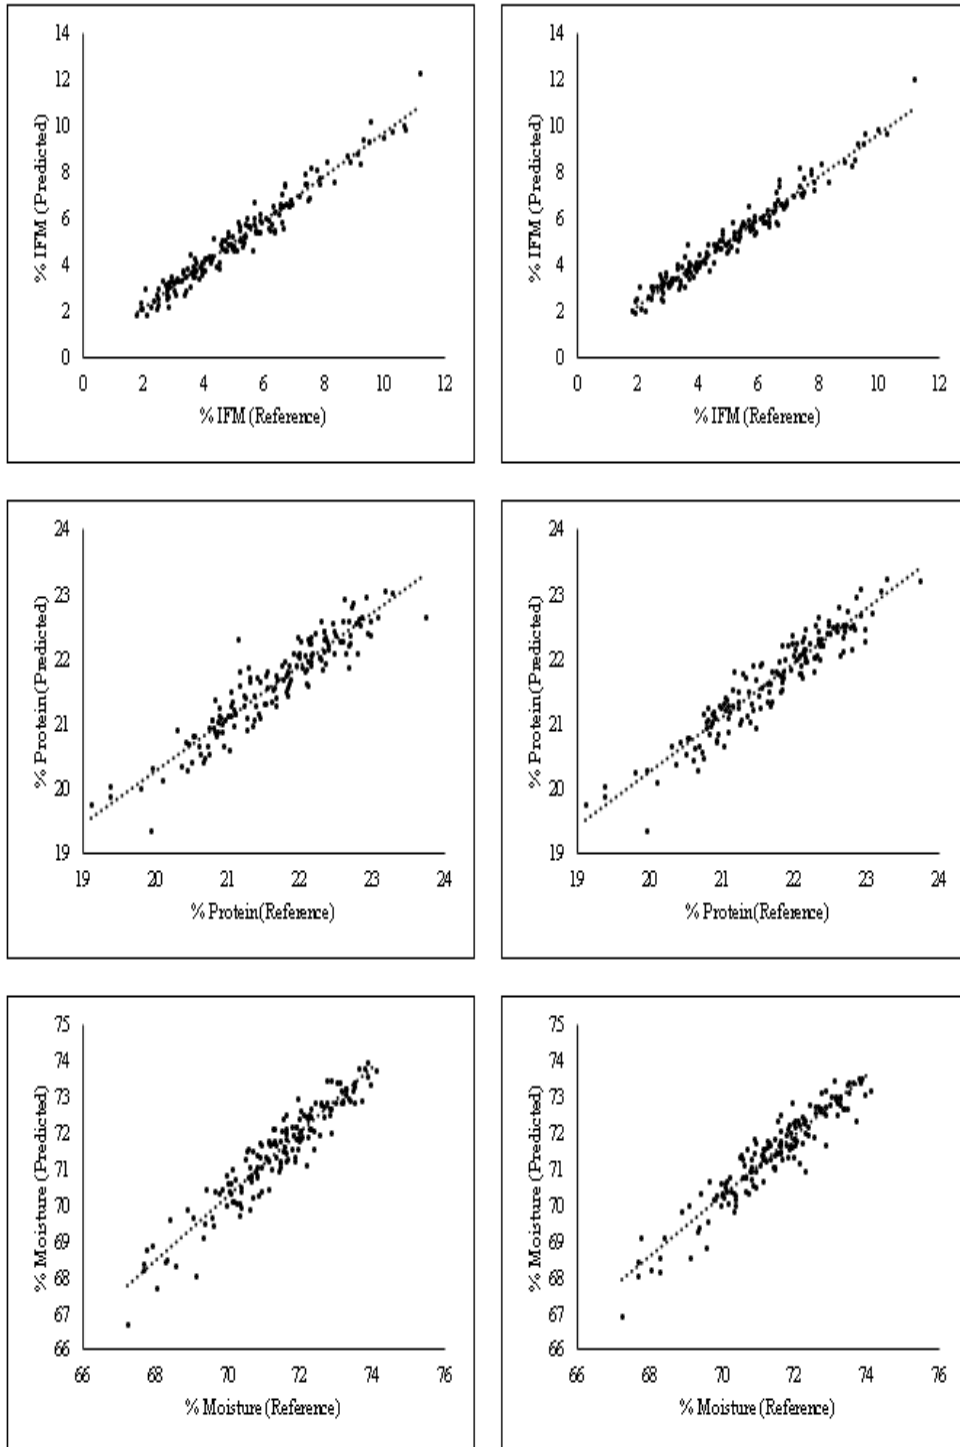 14
12
10
8
6
4
2
0
% IFM (Predicted)
0 2 4 6 8 10 12
% IFM (Reference)
14
12
10
8
6
4
2
0
% IFM (Predicted)
0 2 4 6 8 10 12
% IFM (Reference)
24
23
22
21
20
19
% Protein (Predicted)
19 20 21 22 23 24
% Protein (Reference)
24
23
22
21
20
19
% Protein (Predicted)
19 20 21 22 23 24
% Protein (Reference)
75
74
73
72
71
70
69
68
67
66
% Moisture (Predicted)
66 68 70 72 74 76
% Moisture (Reference)
75
74
73
72
71
70
69
68
67
66
% Moisture (Predicted)
66 68 70 72 74 76
% Moisture (Reference)